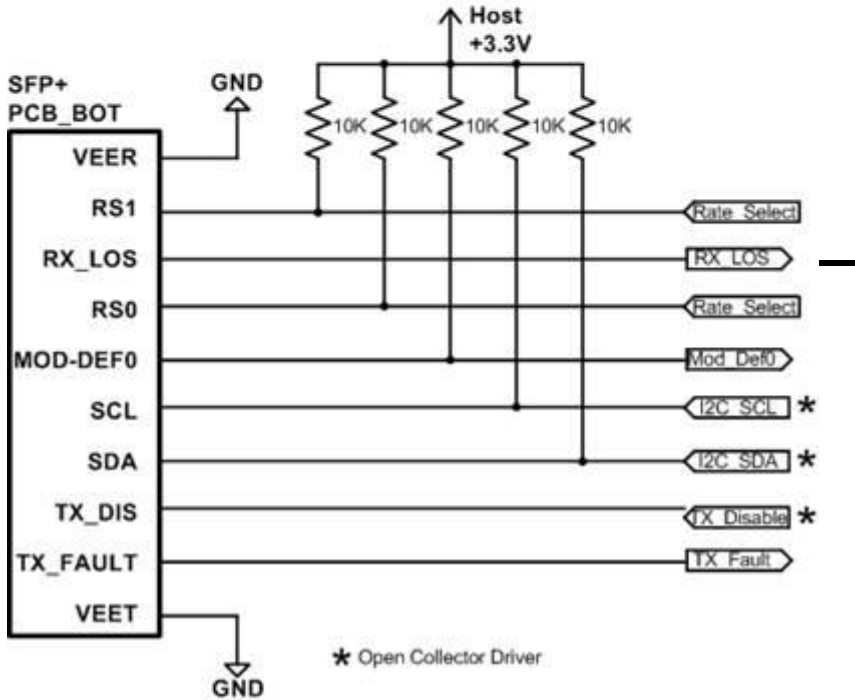 Host
+3.3V
SFP+
PCB_BOT
GND
10K 10K 10K 10K 10K
VEER
RS1 Rate_Select
RX_LOS RX_LOS
RS0 Rate_Select
MOD-DEF0 Mod_Def0
SCL I2C_SCL *
SDA I2C_SDA *
TX_DIS TX_Disable *
TX_FAULT TX_Fault
VEET
* Open Collector Driver
GND